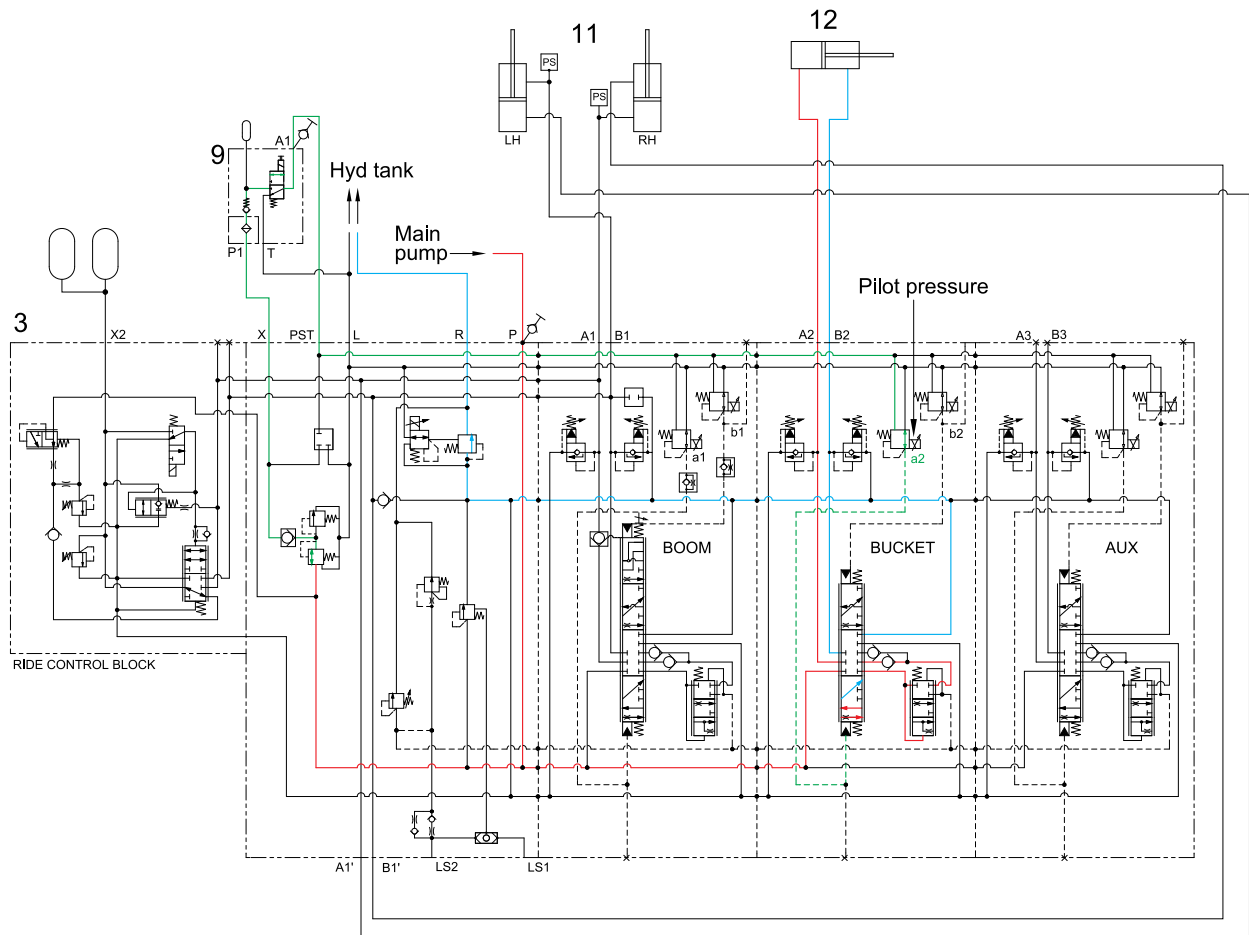 11
12
PS
PS
LH
RH
9
A1
Hyd tank
P1
T
Main
pump
Pilot pressure
3
X2
X
PST
L
R
P
A1
B1
A2
B2
A3
B3
b1
a1
b2
a2
BOOM
BUCKET
AUX
RIDE CONTROL BLOCK
A1'
B1'
LS2
LS1